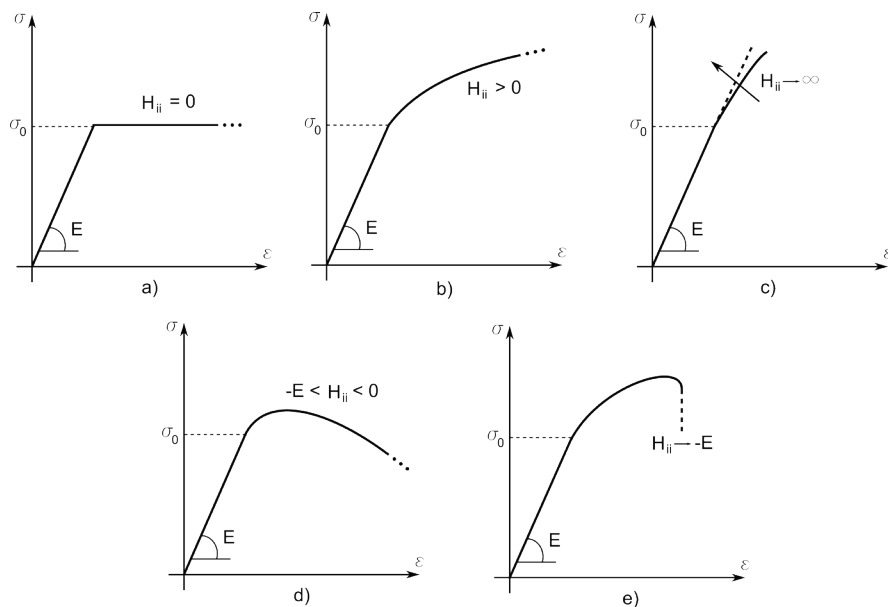 σ
H_ii = 0
σ_0
E
ε
a)
σ
H_ii > 0
σ_0
E
ε
b)
σ
H_ii → ∞
σ_0
E
ε
c)
σ
-E < H_ii < 0
σ_0
E
ε
d)
σ
σ_0
H_ii → -E
E
ε
e)